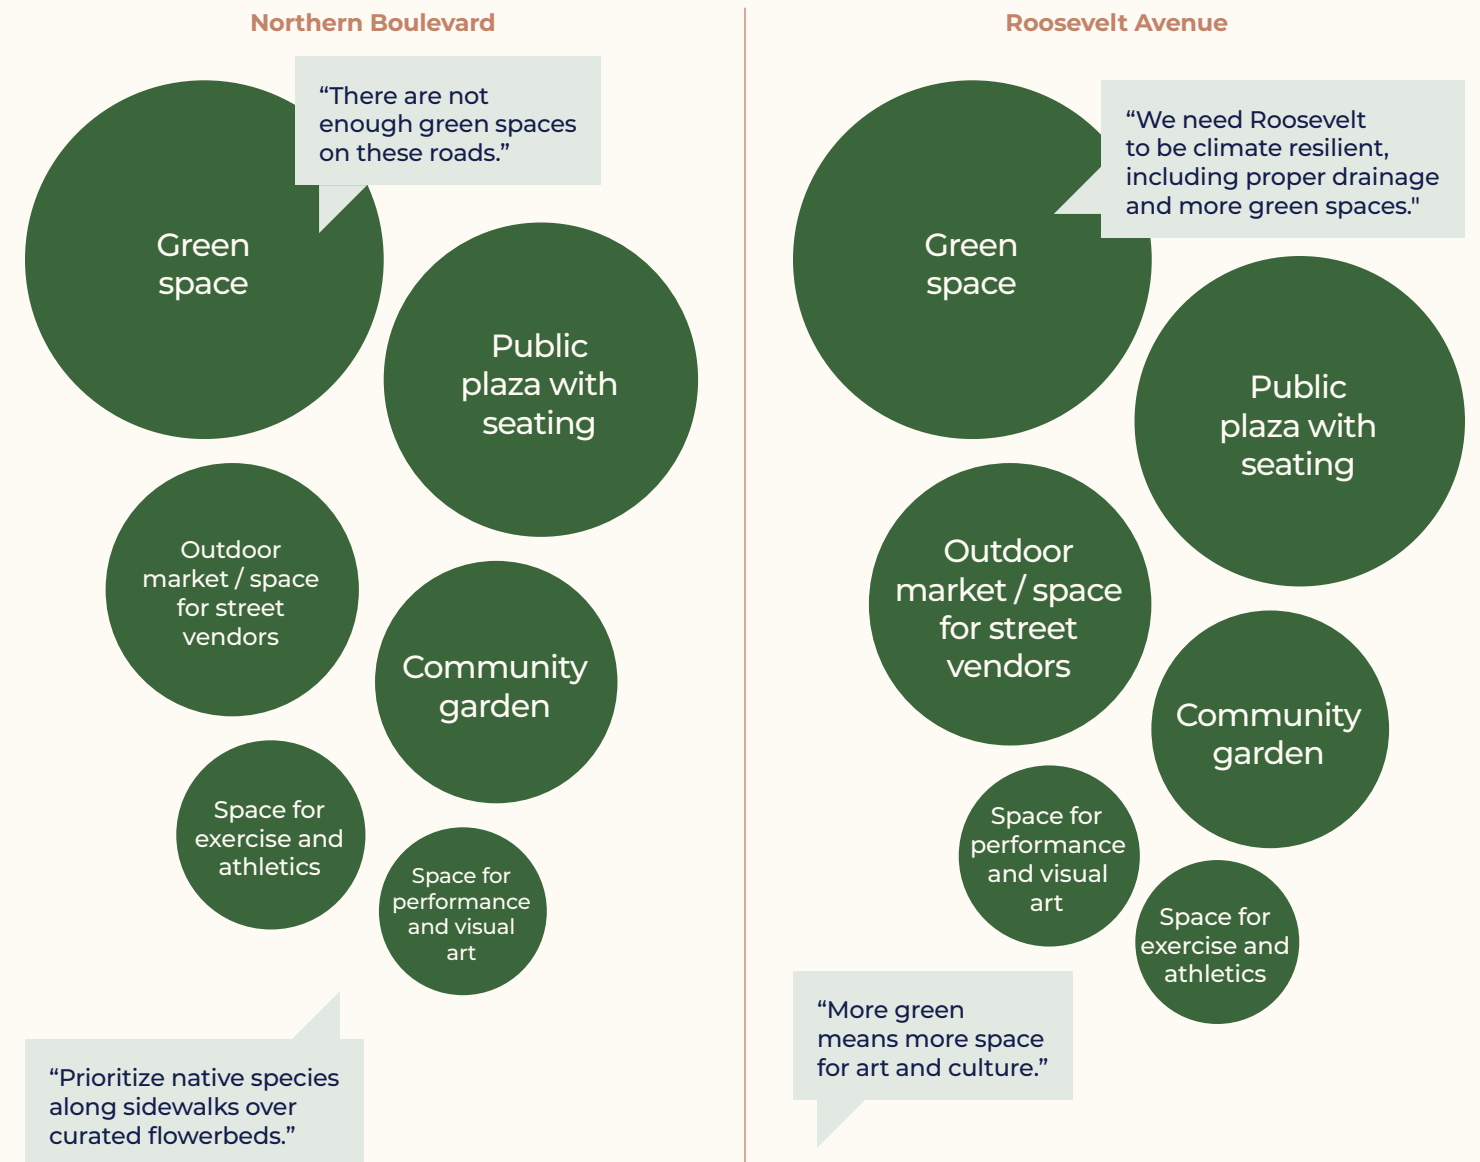 Northern Boulevard
“There are not
enough green spaces
on these roads.”
Green
space
Public
plaza with
seating
Outdoor
market / space
for street
vendors
Community
garden
Space for
exercise and
athletics
Space for
performance
and visual
art
“Prioritize native species
along sidewalks over
curated flowerbeds.”
Roosevelt Avenue
“We need Roosevelt
to be climate resilient,
including proper drainage
and more green spaces."
Green
space
Public
plaza with
seating
Outdoor
market / space
for street
vendors
Community
garden
Space for
performance
and visual
art
Space for
exercise and
athletics
“More green
means more space
for art and culture.”